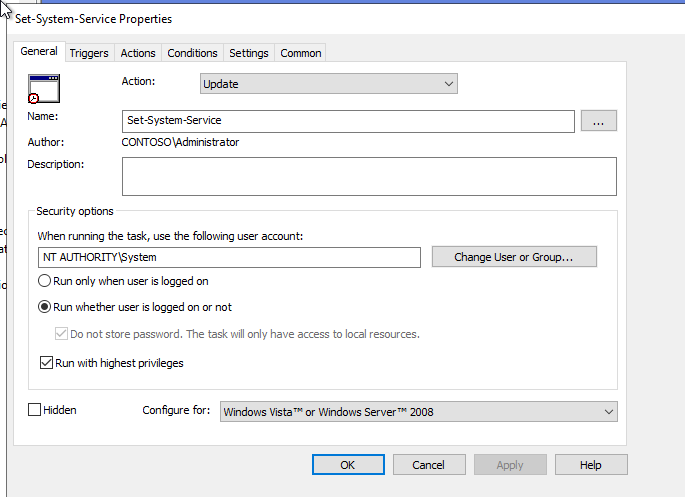 Set-System-Service Properties
General Triggers Actions Conditions Settings Common
Action: Update
Name: Set-System-Service ...
Author: CONTOSO\Administrator
Description:
Security options
When running the task, use the following user account:
NT AUTHORITY\System Change User or Group...
Run only when user is logged on
Run whether user is logged on or not
Do not store password. The task will only have access to local resources.
Run with highest privileges
Hidden Configure for: Windows Vista™ or Windows Server™ 2008
OK Cancel Apply Help